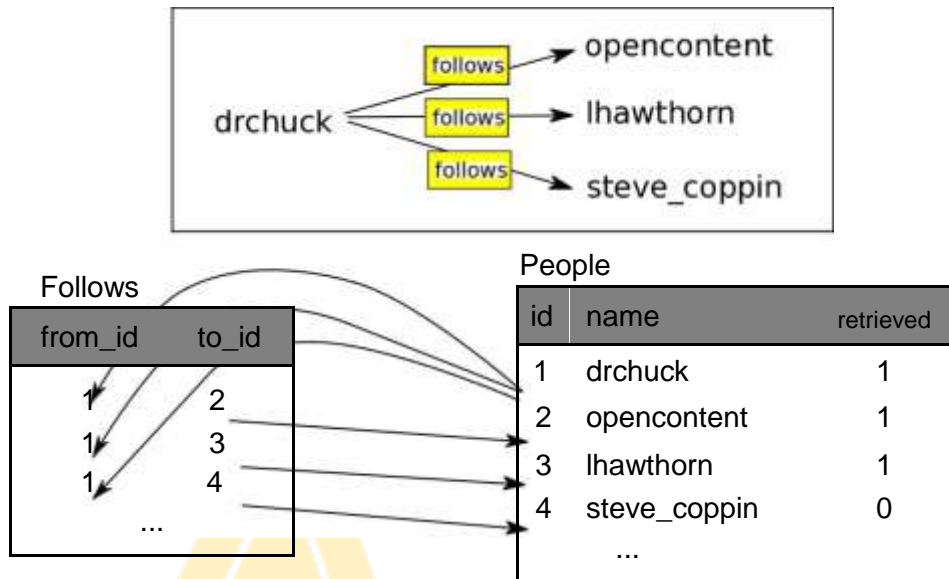 follows
opencontent
drchuck
follows
lhawthorn
follows
steve_coppin
Follows
from_id to_id
1 2
1 3
1 4
...
People
id name retrieved
1 drchuck 1
2 opencontent 1
3 lhawthorn 1
4 steve_coppin 0
...